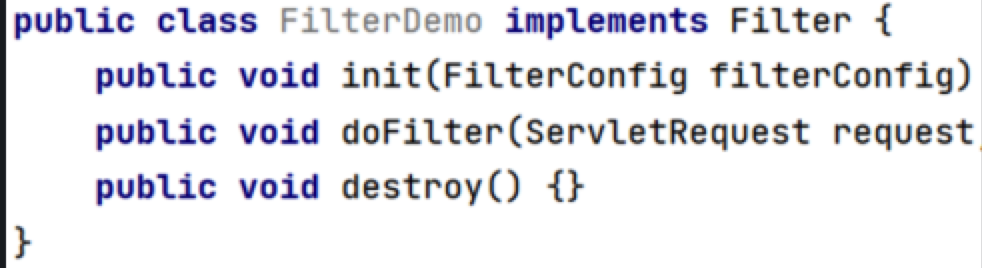 public class FilterDemo implements Filter {
public void init(FilterConfig filterConfig)
public void doFilter(ServletRequest request,
public void destroy() {}
}